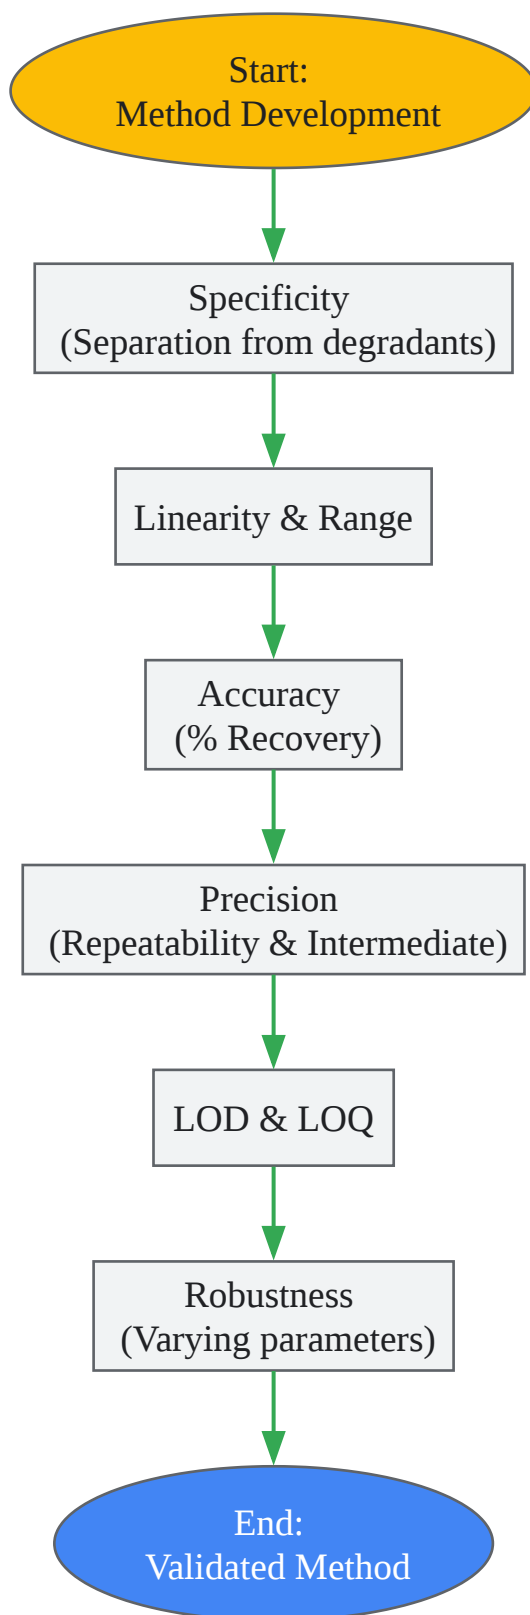 Start:
Method Development
Specificity
(Separation from degradants)
Linearity & Range
Accuracy
(% Recovery)
Precision
(Repeatability & Intermediate)
LOD & LOQ
Robustness
(Varying parameters)
End:
Validated Method